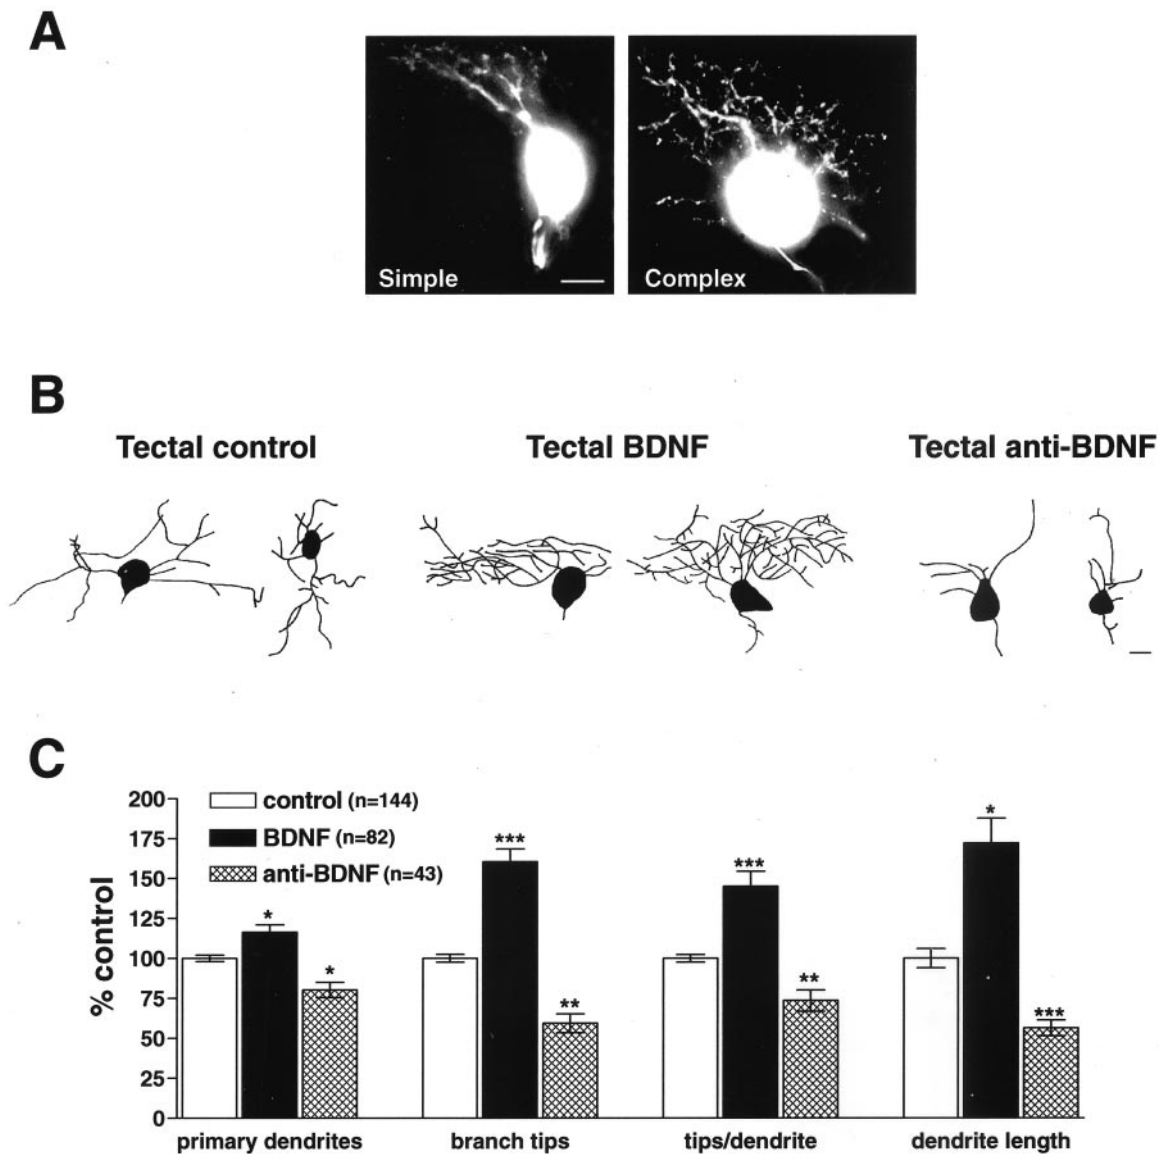 A
Simple
Complex
B
Tectal control
Tectal BDNF
Tectal anti-BDNF
C
200
175
150
125
100
75
50
25
0
% control
control (n=144)
BDNF (n=82)
anti-BDNF (n=43)
*
*
***
**
***
**
*
***
primary dendrites
branch tips
tips/dendrite
dendrite length